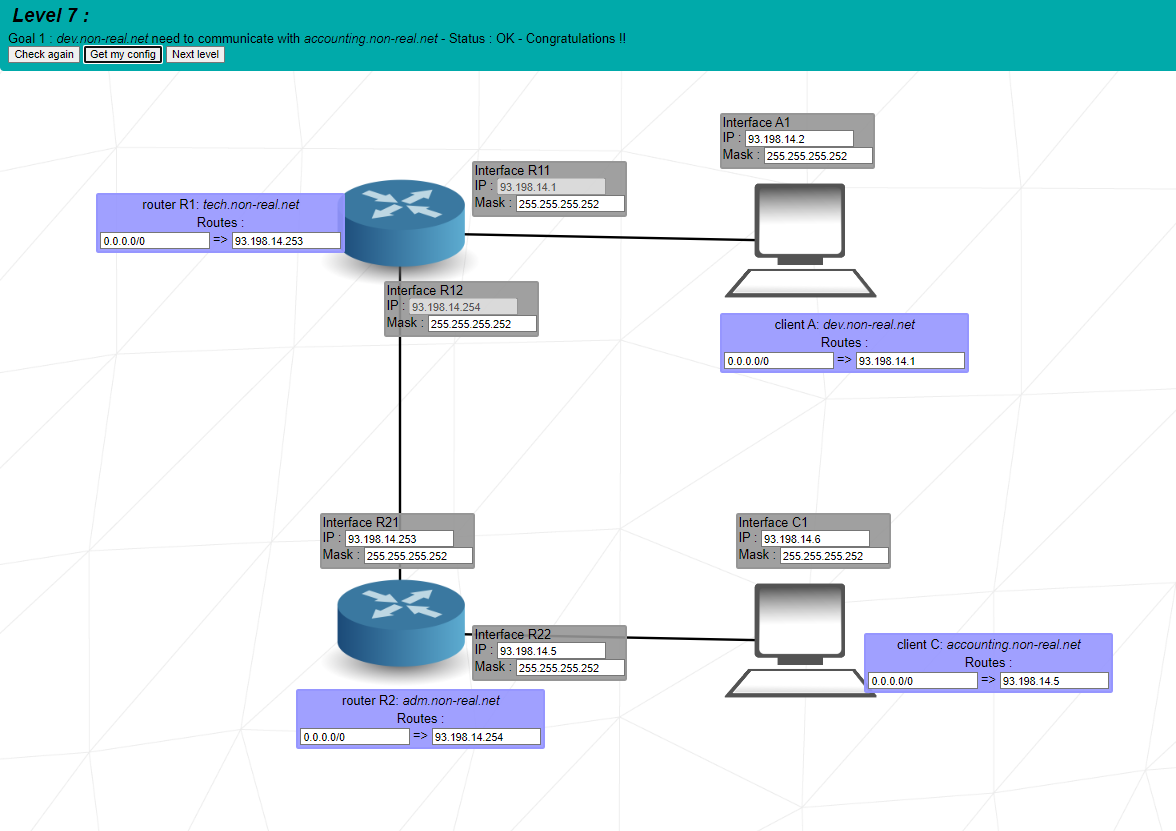 Level 7 :
Goal 1 : dev.non-real.net need to communicate with accounting.non-real.net - Status : OK - Congratulations !!
Check again Get my config Next level
Interface A1
IP : 93.198.14.2
Mask : 255.255.255.252
Interface R11
IP : 93.198.14.1
Mask : 255.255.255.252
router R1: tech.non-real.net
Routes :
0.0.0.0/0 => 93.198.14.253
Interface R12
IP : 93.198.14.254
Mask : 255.255.255.252
client A: dev.non-real.net
Routes :
0.0.0.0/0 => 93.198.14.1
Interface R21
IP : 93.198.14.253
Mask : 255.255.255.252
Interface C1
IP : 93.198.14.6
Mask : 255.255.255.252
Interface R22
IP : 93.198.14.5
Mask : 255.255.255.252
client C: accounting.non-real.net
Routes :
0.0.0.0/0 => 93.198.14.5
router R2: adm.non-real.net
Routes :
0.0.0.0/0 => 93.198.14.254